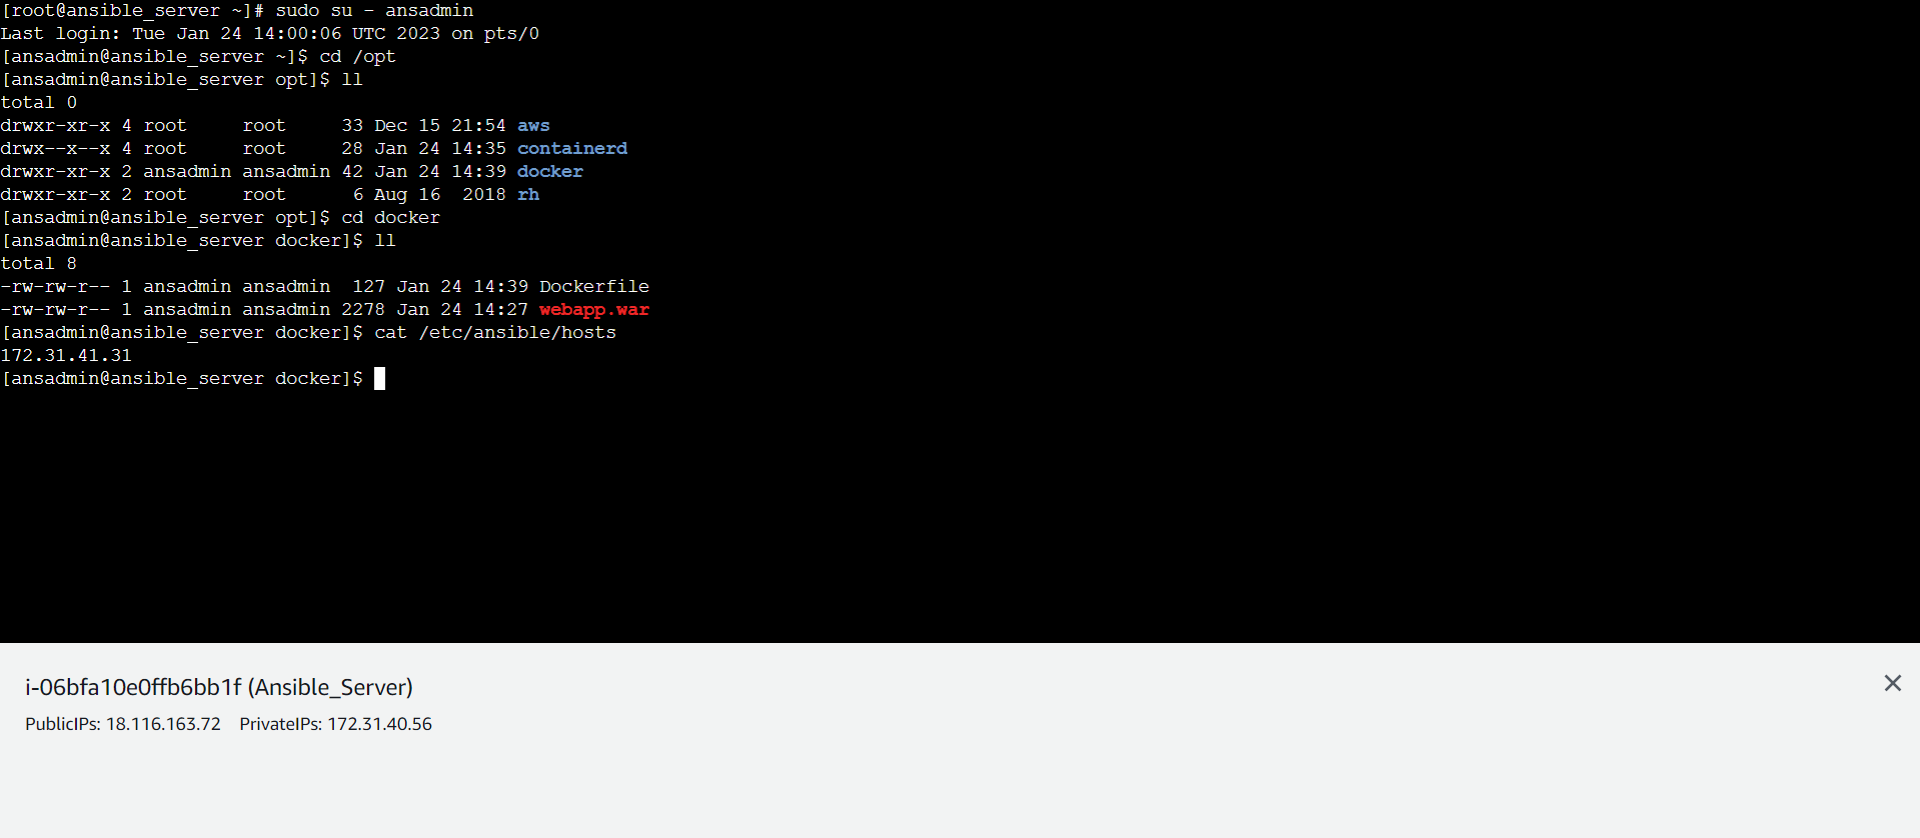 [root@ansible_server ~]# sudo su - ansadmin
Last login: Tue Jan 24 14:00:06 UTC 2023 on pts/0
[ansadmin@ansible_server ~]$ cd /opt
[ansadmin@ansible_server opt]$ ll
total 0
drwxr-xr-x 4 root     root     33 Dec 15 21:54 aws
drwx--x--x 4 root     root     28 Jan 24 14:35 containerd
drwxr-xr-x 2 ansadmin ansadmin 42 Jan 24 14:39 docker
drwxr-xr-x 2 root     root      6 Aug 16  2018 rh
[ansadmin@ansible_server opt]$ cd docker
[ansadmin@ansible_server docker]$ ll
total 8
-rw-rw-r-- 1 ansadmin ansadmin  127 Jan 24 14:39 Dockerfile
-rw-rw-r-- 1 ansadmin ansadmin 2278 Jan 24 14:27 webapp.war
[ansadmin@ansible_server docker]$ cat /etc/ansible/hosts
172.31.41.31
[ansadmin@ansible_server docker]$
i-06bfa10e0ffb6bb1f (Ansible_Server)
PublicIPs: 18.116.163.72    PrivateIPs: 172.31.40.56